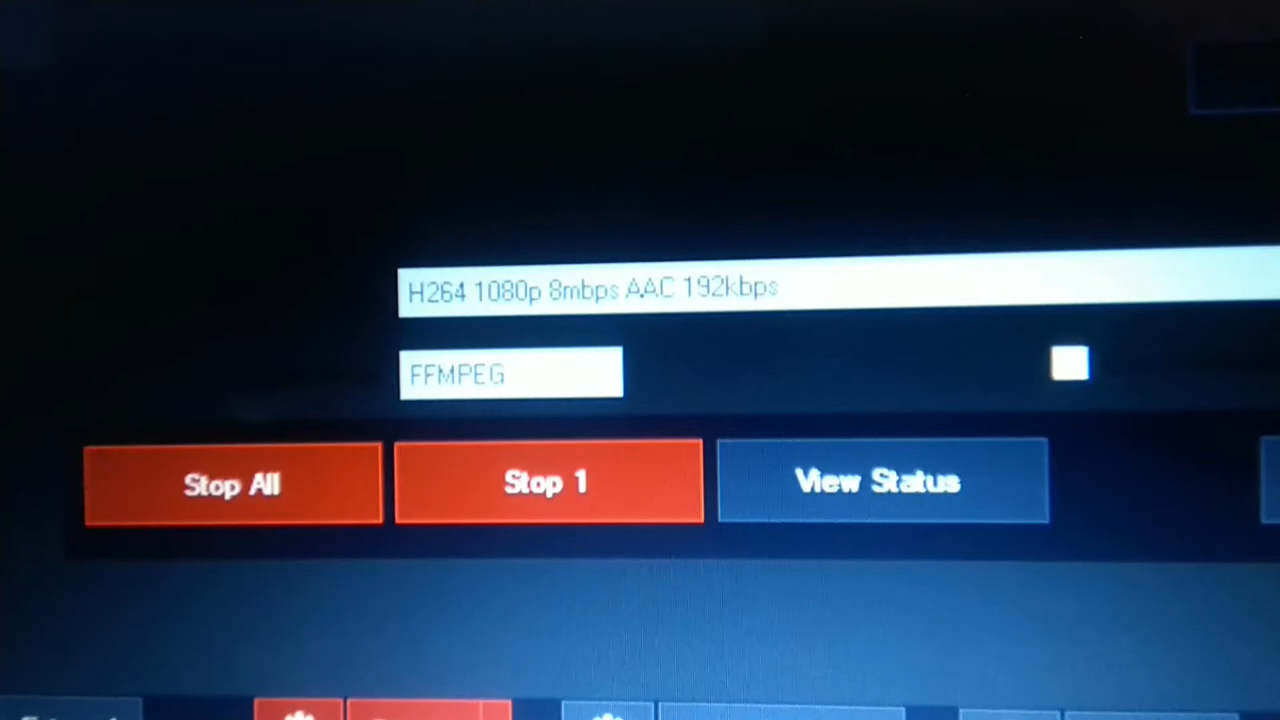 H264 1080p 8mbps AAC 192kbps
FFMPEG
Stop All
Stop 1
View Status